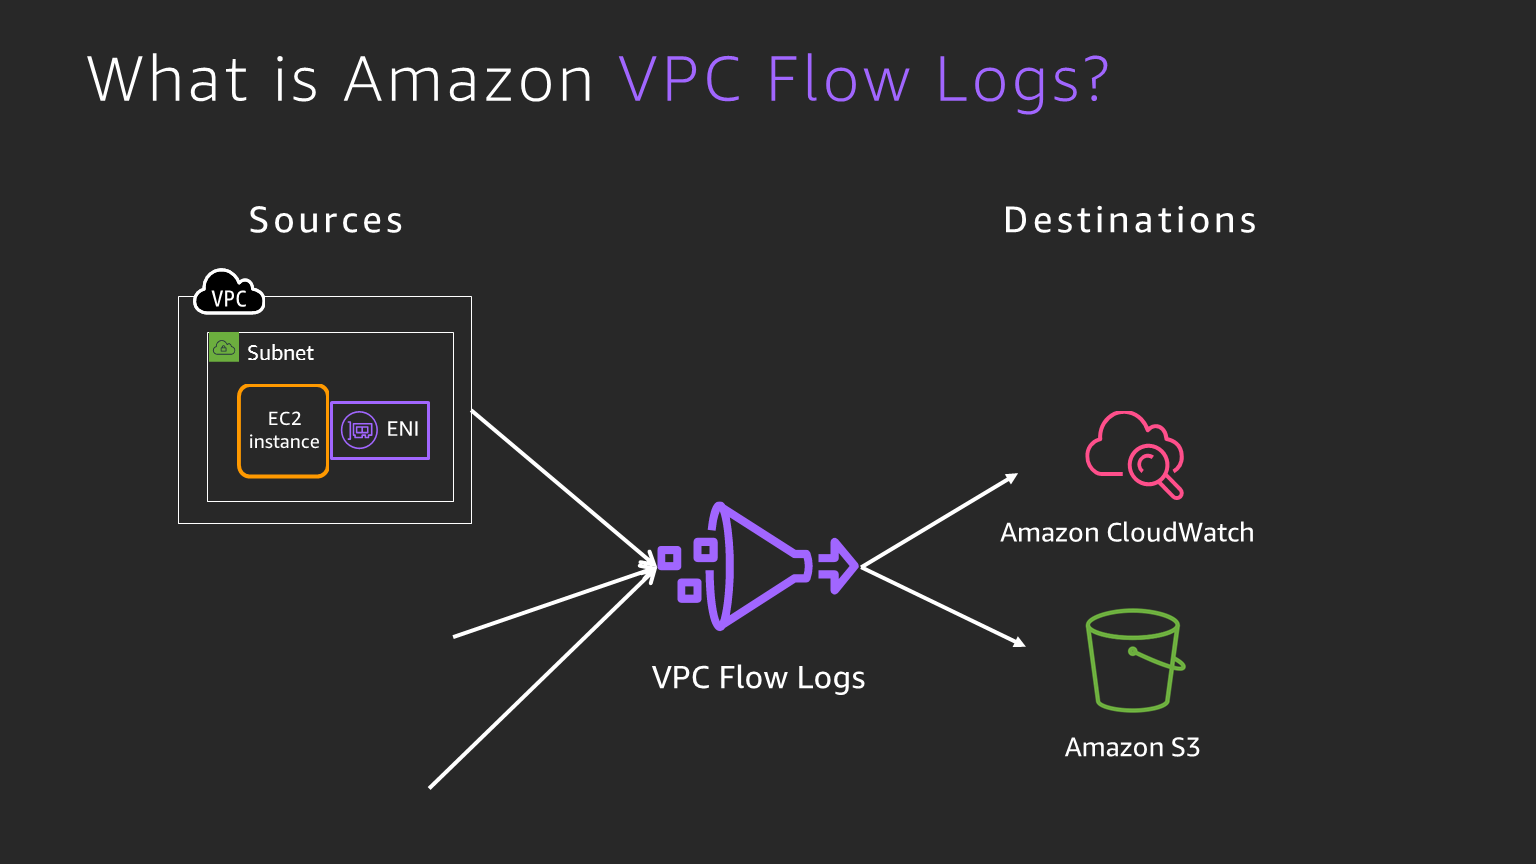 What is Amazon VPC Flow Logs?
Sources
Destinations
VPC
Subnet
EC2
instance
ENI
VPC Flow Logs
Amazon CloudWatch
Amazon S3